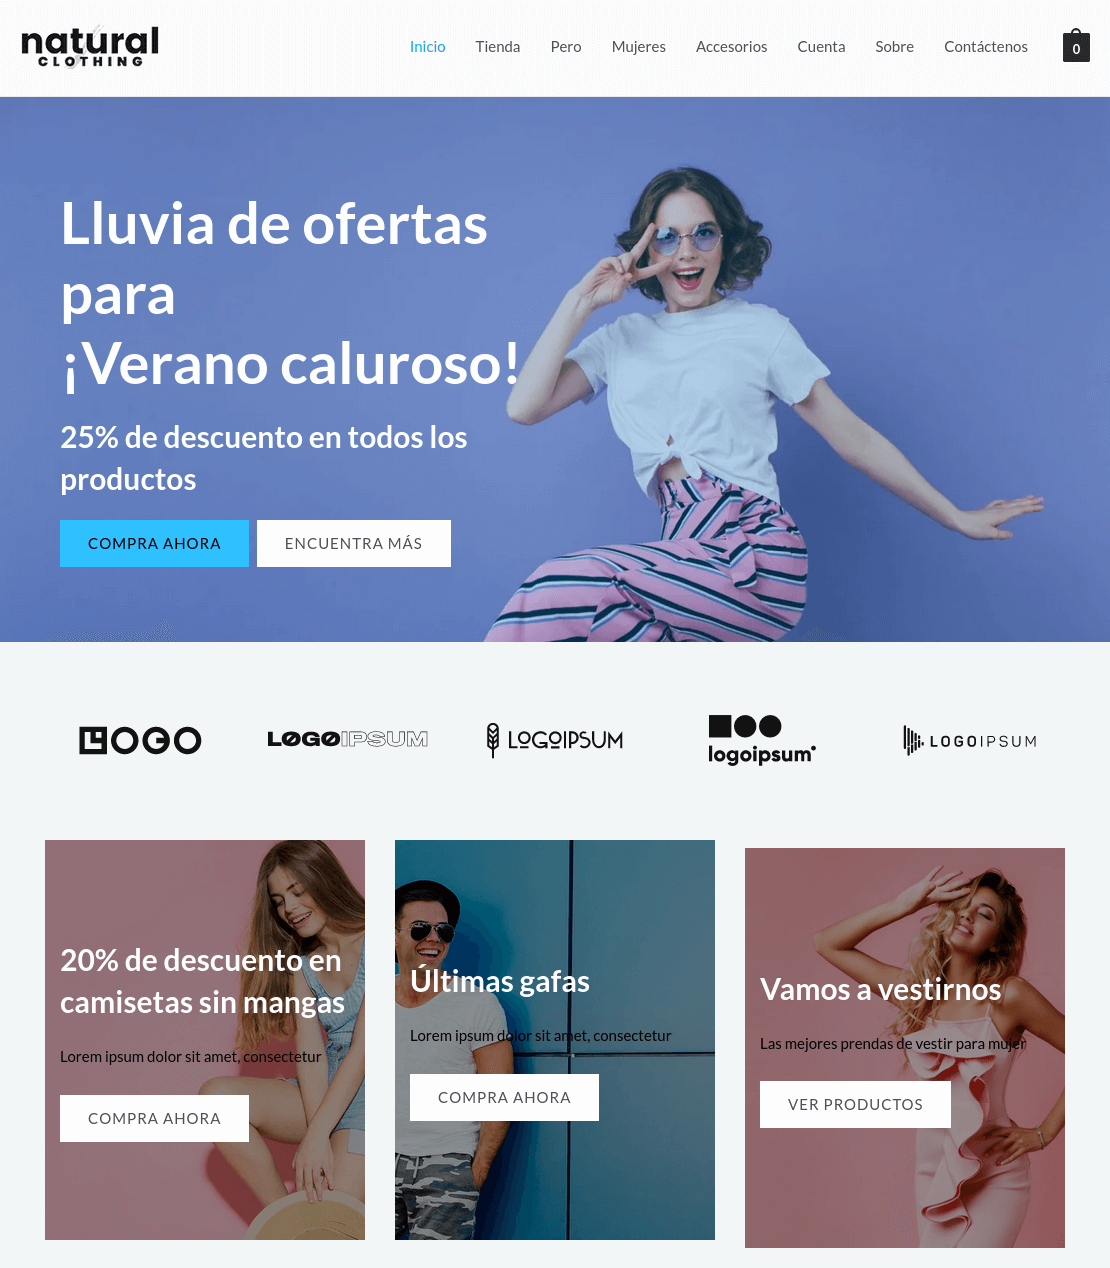 natural
CLOTHING
Inicio Tienda Pero Mujeres Accesorios Cuenta Sobre Contáctenos 0
Lluvia de ofertas
para
¡Verano caluroso!
25% de descuento en todos los
productos
COMPRA AHORA ENCUENTRA MÁS
LOGO LOGOIPSUM LOGOIPSUM logoipsum LOGOIPSUM
20% de descuento en
camisetas sin mangas
Lorem ipsum dolor sit amet, consectetur
COMPRA AHORA
Últimas gafas
Lorem ipsum dolor sit amet, consectetur
COMPRA AHORA
Vamos a vestirnos
Las mejores prendas de vestir para mujer
VER PRODUCTOS